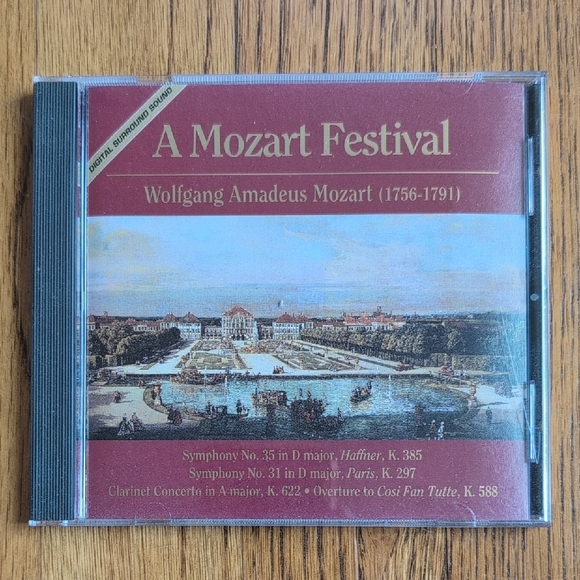 DIGITAL SURROUND SOUND
A Mozart Festival
Wolfgang Amadeus Mozart (1756-1791)
Symphony No. 35 in D major, Haffner, K. 385
Symphony No. 31 in D major, Paris, K. 297
Clarinet Concerto in A-major, K. 622 • Overture to Cosi Fan Tutte, K. 588